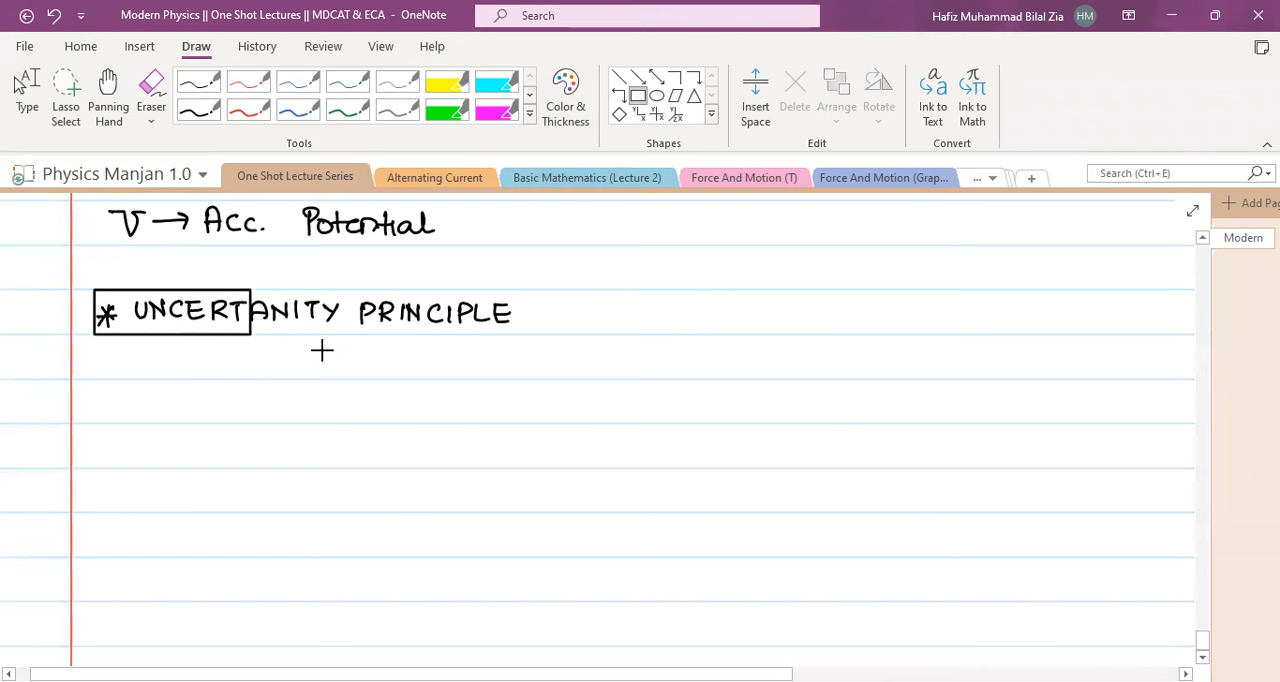 Modern Physics || One Shot Lectures || MDCAT & ECA - OneNote
Search
Hafiz Muhammad Bilal Zia
HM
File Home Insert Draw History Review View Help
Type
Lasso Select
Panning Hand
Eraser
Color & Thickness
Insert Space
Delete
Arrange
Rotate
Ink to Text
Ink to Math
Tools
Shapes
Edit
Convert
Physics Manjan 1.0
One Shot Lecture Series
Alternating Current
Basic Mathematics (Lecture 2)
Force And Motion (T)
Force And Motion (Grap...
...
Search (Ctrl+E)
Add Pag
Modern
V → Acc. Potential
* UNCERTANITY PRINCIPLE